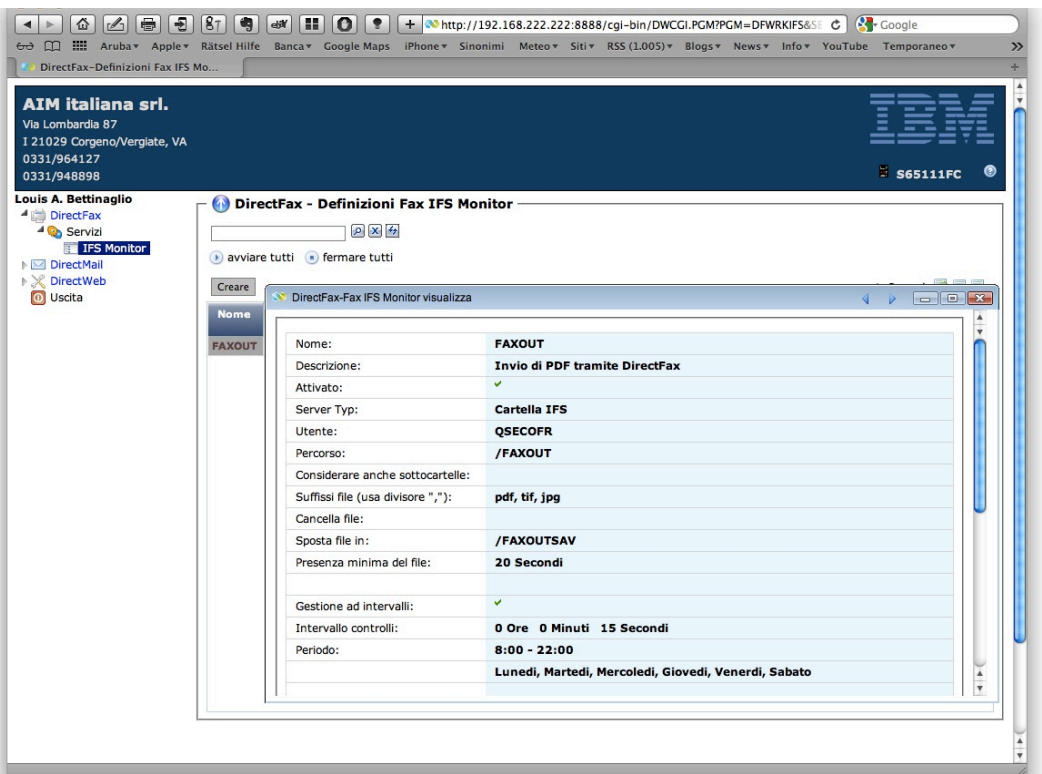 http://192.168.222.222:8888/cgi-bin/DWCGI.PGM?PGM=DFWRKIFS&SE
Google
Aruba Apple Rätsel Hilfe Banca Google Maps iPhone Sinonimi Meteo Siti RSS (1.005) Blogs News Info YouTube Temporaneo
DirectFax-Definizioni Fax IFS Mo...
AIM italiana srl.
Via Lombardia 87
I 21029 Corgeno/Vergiate, VA
0331/964127
0331/948898
IBM
S65111FC
Louis A. Bettinaglio
DirectFax
Servizi
IFS Monitor
DirectMail
DirectWeb
Uscita
DirectFax - Definizioni Fax IFS Monitor
avviare tutti fermare tutti
Creare
Nome
FAXOUT
DirectFax-Fax IFS Monitor visualizza
Nome: FAXOUT
Descrizione: Invio di PDF tramite DirectFax
Attivato:
Server Typ: Cartella IFS
Utente: QSECOFR
Percorso: /FAXOUT
Considerare anche sottocartelle:
Suffissi file (usa divisore ","): pdf, tif, jpg
Cancella file:
Sposta file in: /FAXOUTSAV
Presenza minima del file: 20 Secondi
Gestione ad intervalli:
Intervallo controlli: 0 Ore 0 Minuti 15 Secondi
Periodo: 8:00 - 22:00
Lunedi, Martedi, Mercoledi, Giovedi, Venerdi, Sabato